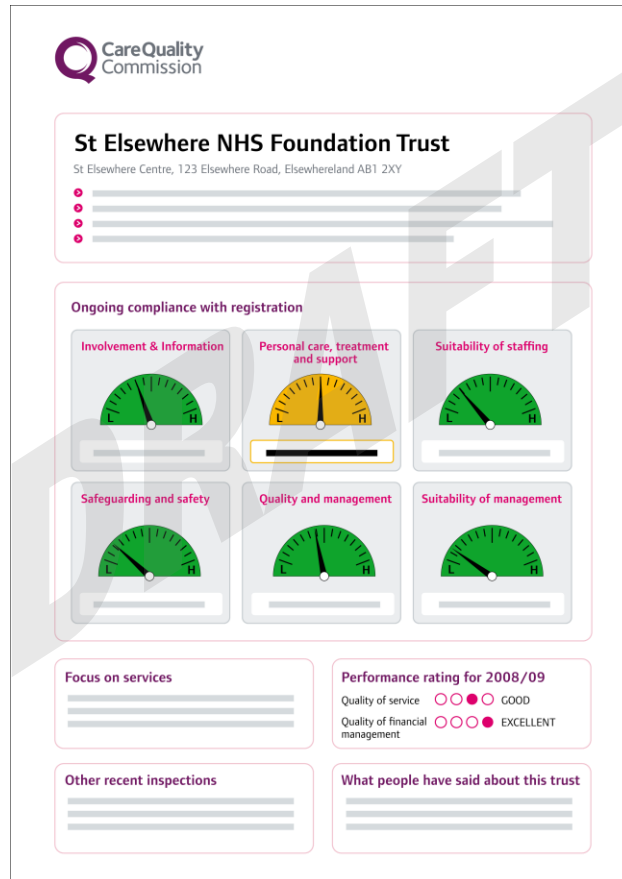 CareQuality
Commission
St Elsewhere NHS Foundation Trust
St Elsewhere Centre, 123 Elsewhere Road, Elsewhereland AB1 2XY
Ongoing compliance with registration
Involvement & Information
Personal care, treatment
and support
Suitability of staffing
L H
L H
L H
Safeguarding and safety
Quality and management
Suitability of management
L H
L H
L H
Focus on services
Performance rating for 2008/09
Quality of service GOOD
Quality of financial EXCELLENT
management
Other recent inspections
What people have said about this trust
DRAFT